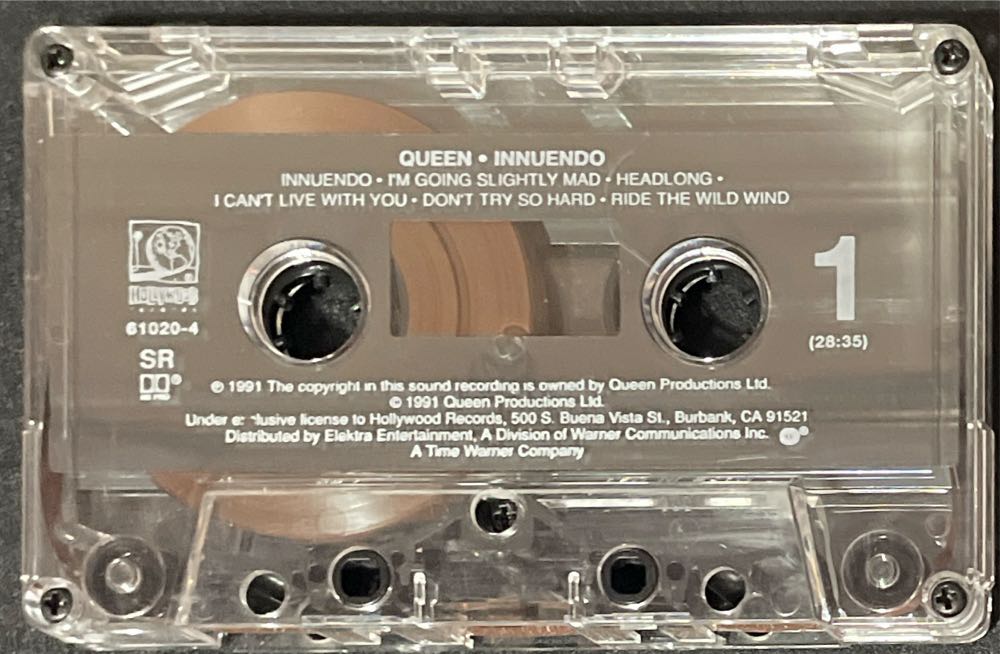 QUEEN • INNUENDO
INNUENDO • I'M GOING SLIGHTLY MAD • HEADLONG •
I CAN'T LIVE WITH YOU • DON'T TRY SO HARD • RIDE THE WILD WIND
HOLLYWOOD
records
61020-4
SR
1
(28:35)
℗ 1991 The copyright in this sound recording is owned by Queen Productions Ltd.
© 1991 Queen Productions Ltd.
Under license to Hollywood Records, 500 S. Buena Vista St., Burbank, CA 91521
Distributed by Elektra Entertainment, A Division of Warner Communications Inc. ®
A Time Warner Company